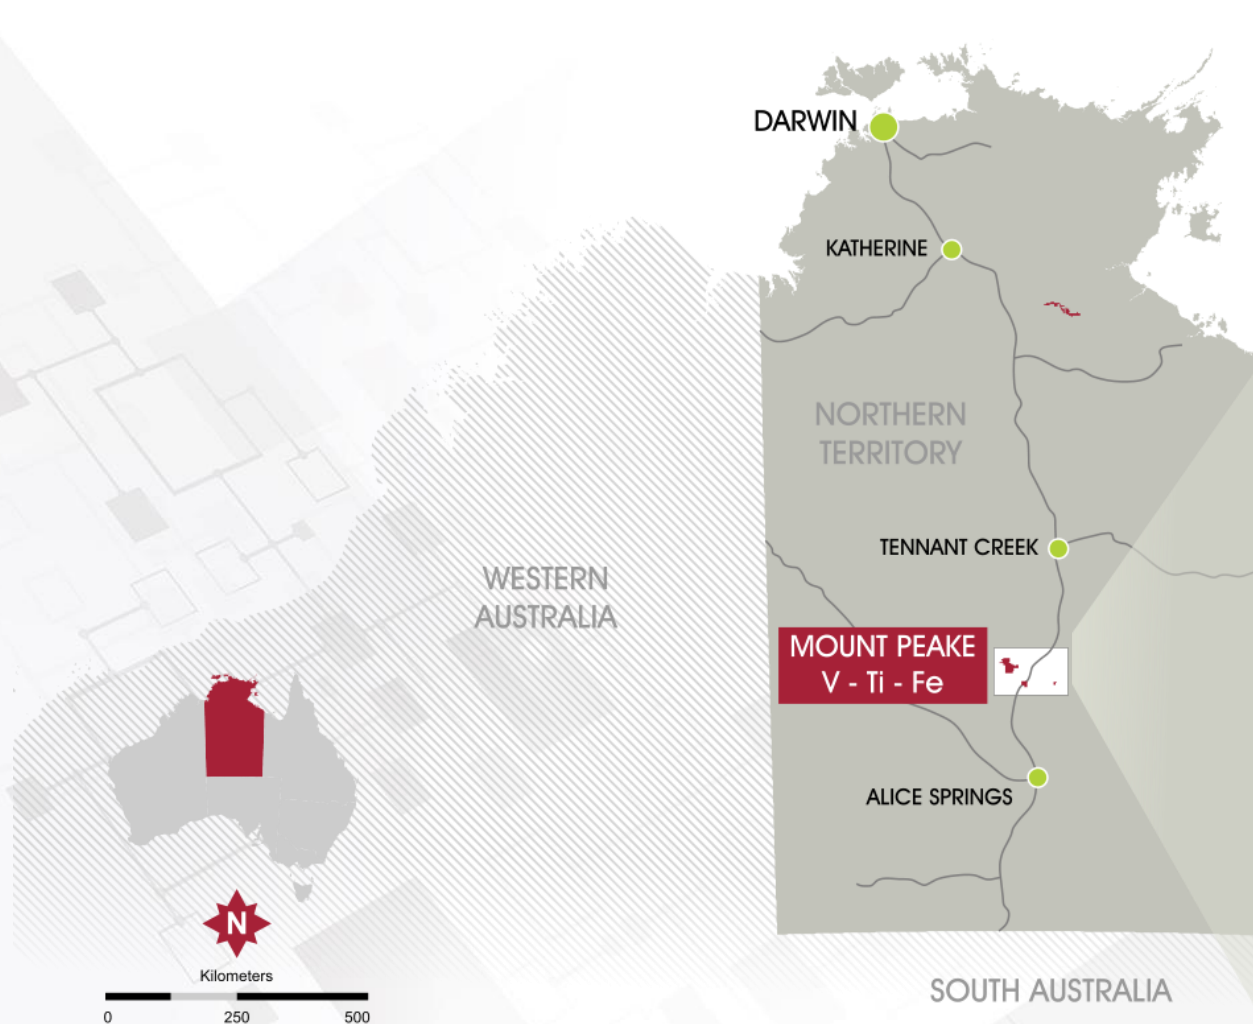 DARWIN
KATHERINE
NORTHERN
TERRITORY
TENNANT CREEK
WESTERN
AUSTRALIA
MOUNT PEAKE
V - Ti - Fe
ALICE SPRINGS
N
Kilometers
0 250 500
SOUTH AUSTRALIA